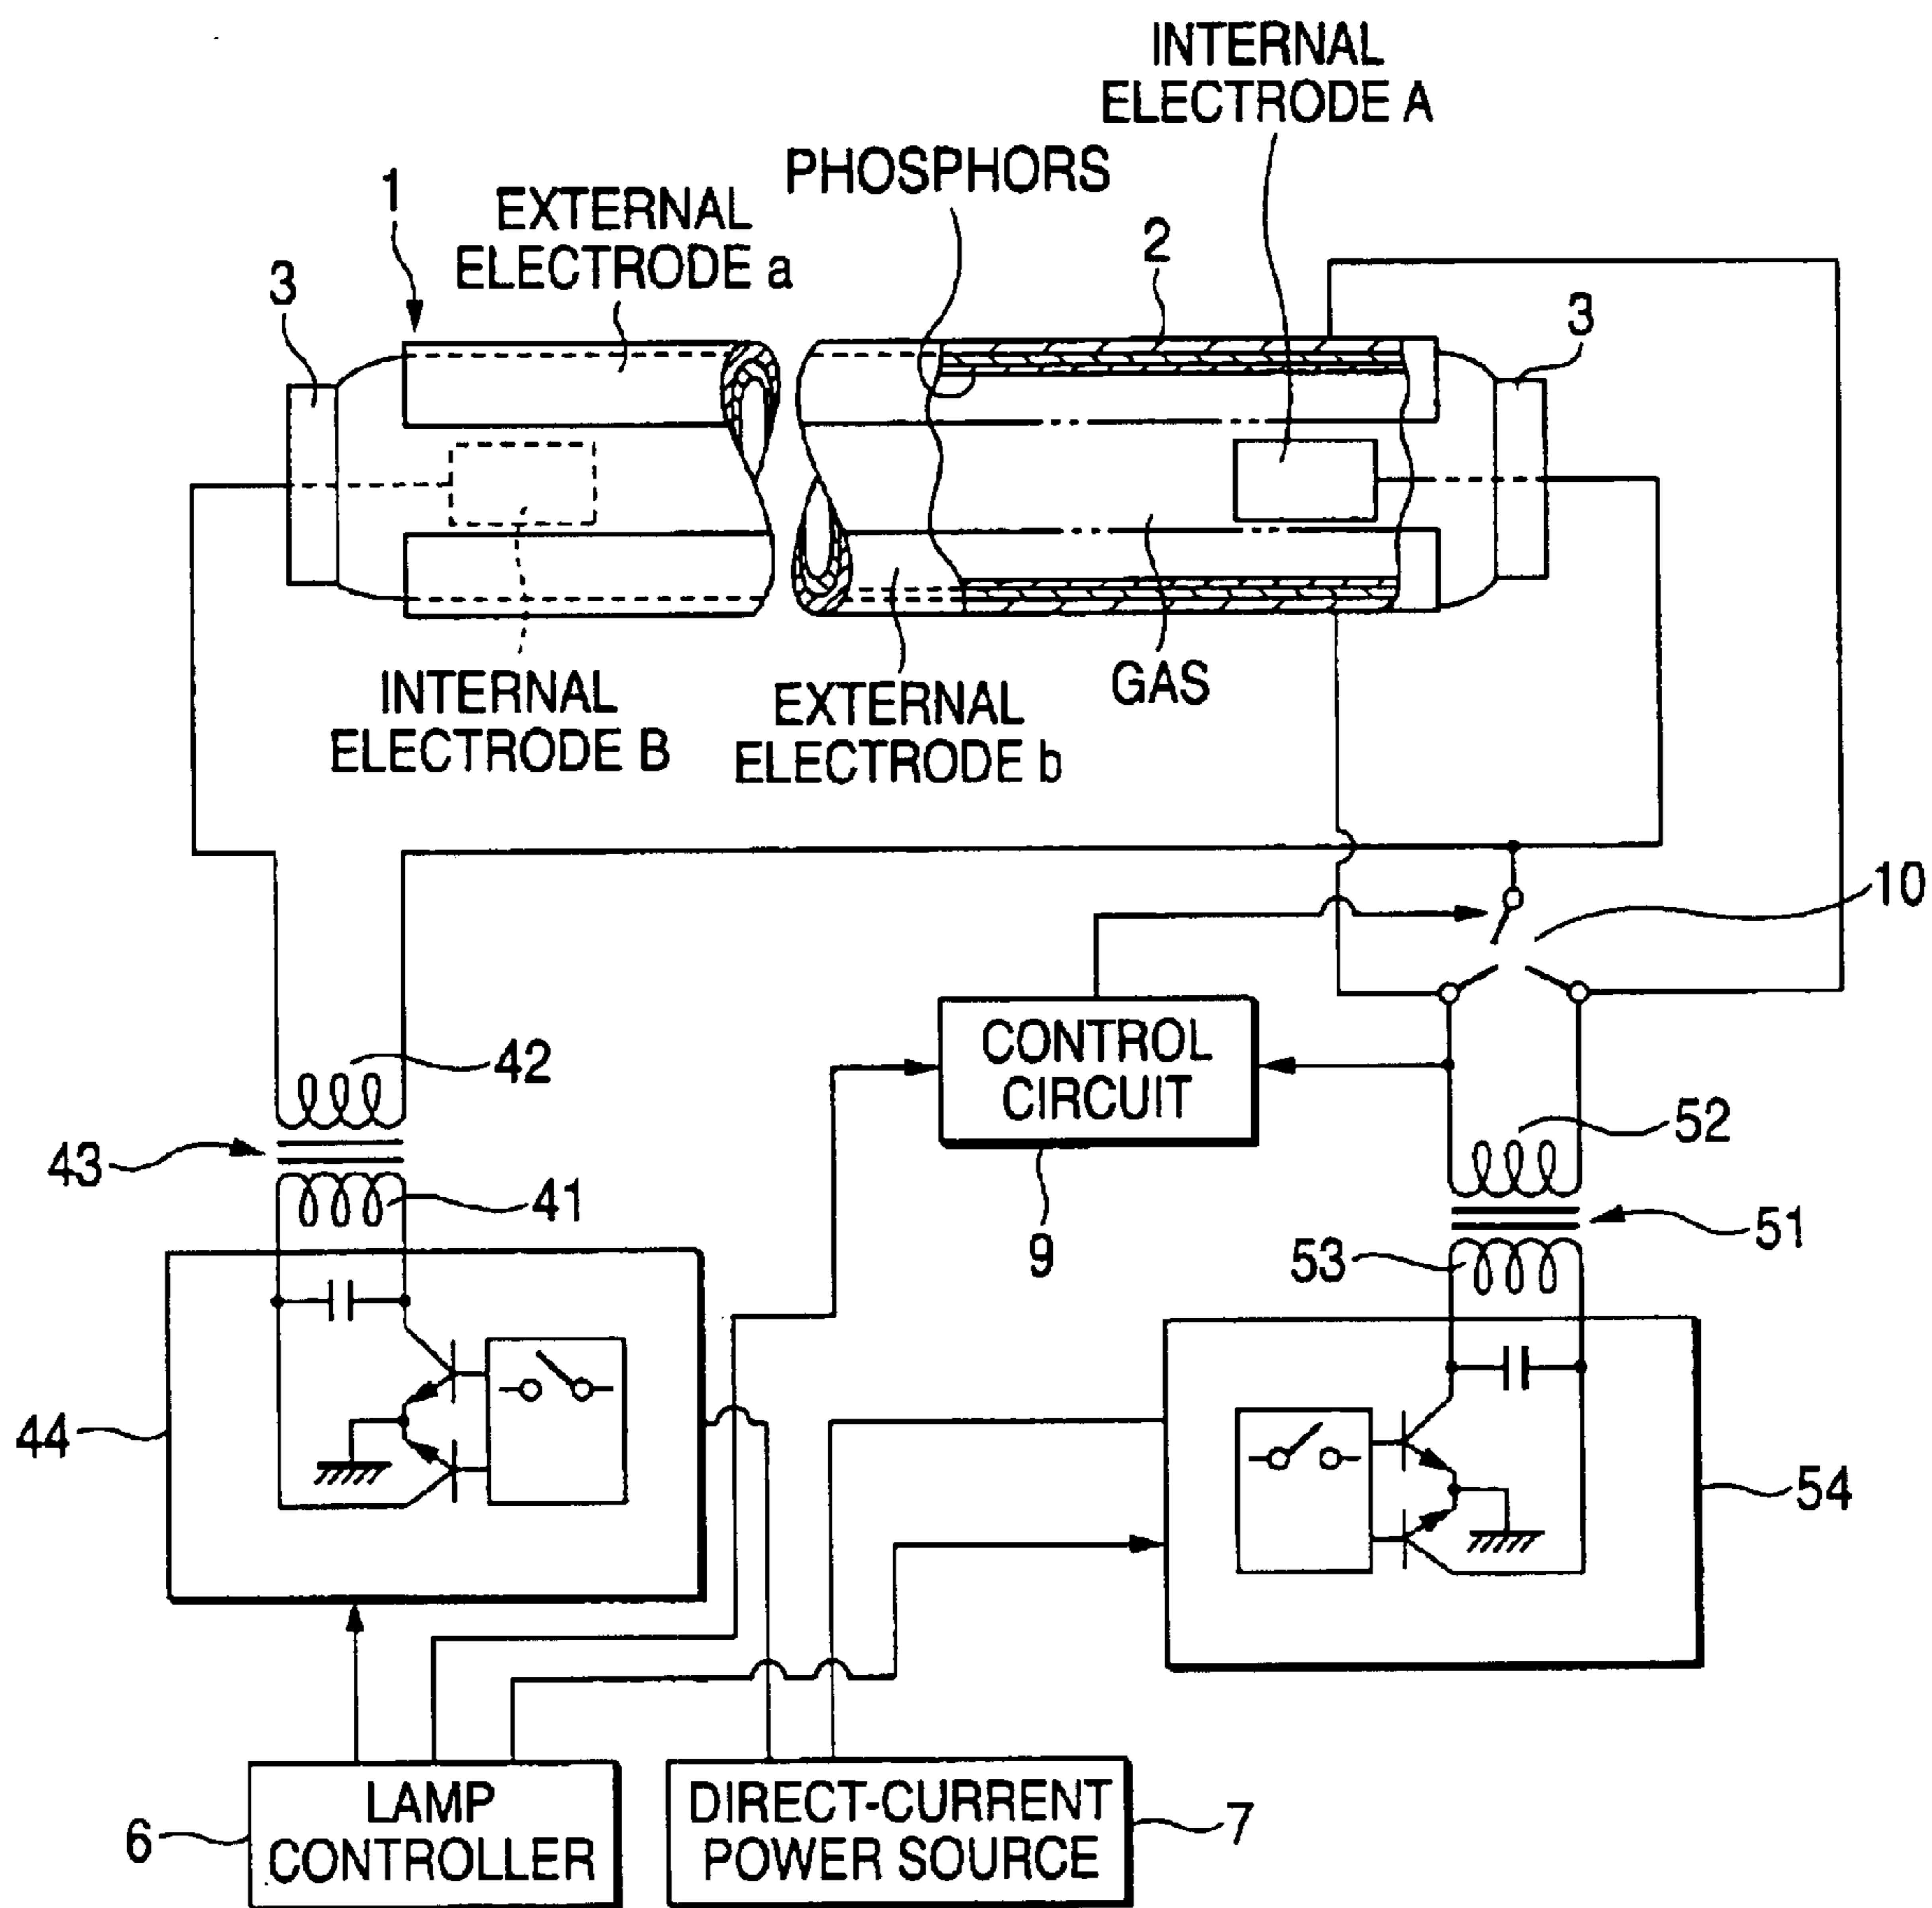 INTERNAL
ELECTRODE A
PHOSPHORS
1
EXTERNAL
ELECTRODE a
2
3
3
INTERNAL
ELECTRODE B
EXTERNAL
ELECTRODE b
GAS
10
CONTROL
CIRCUIT
42
52
43
41
51
9
53
44
54
LAMP
CONTROLLER
DIRECT-CURRENT
POWER SOURCE
6
7